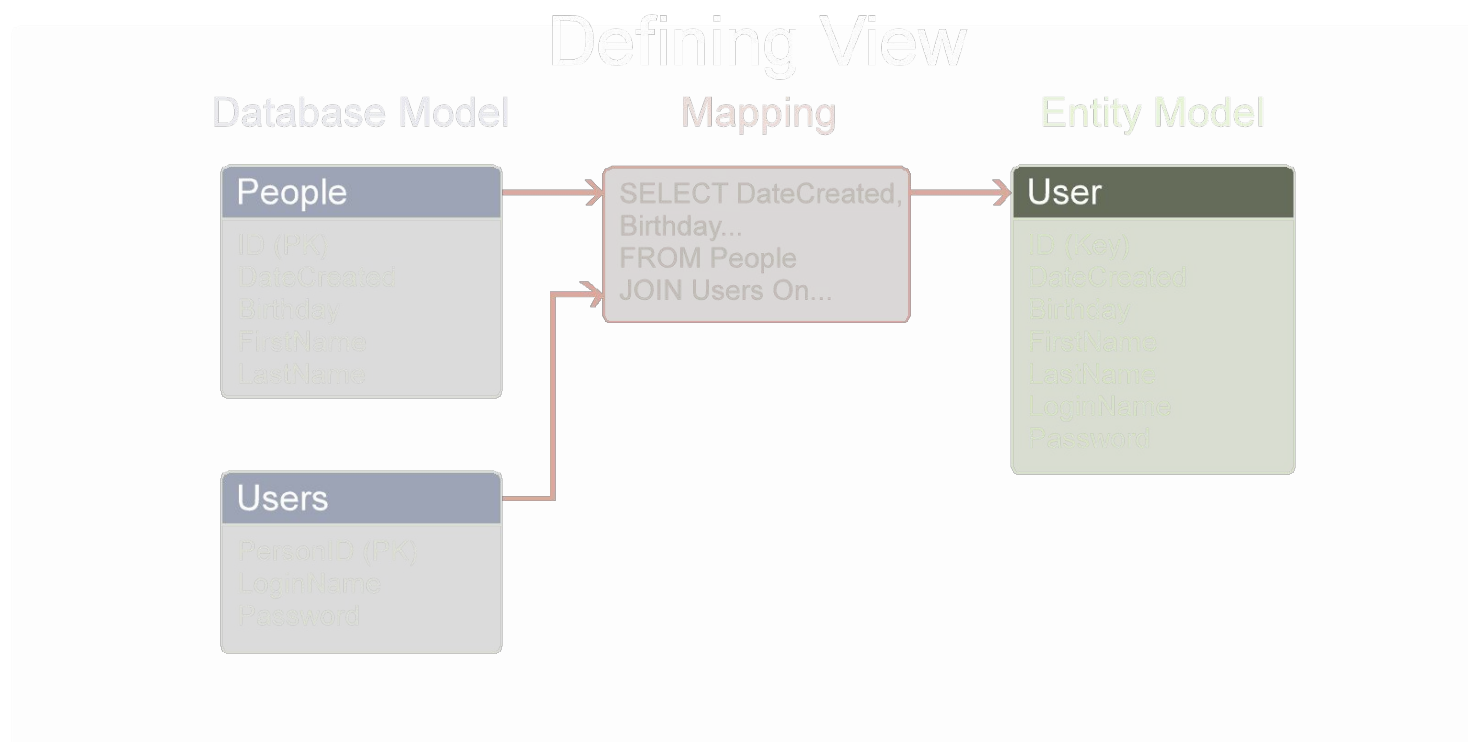 Defining View
Database Model
Mapping
Entity Model
People
ID (PK)
DateCreated
Birthday
FirstName
LastName
Users
PersonID (PK)
LoginName
Password
SELECT DateCreated,
Birthday...
FROM People
JOIN Users On...
User
ID (Key)
DateCreated
Birthday
FirstName
LastName
LoginName
Password